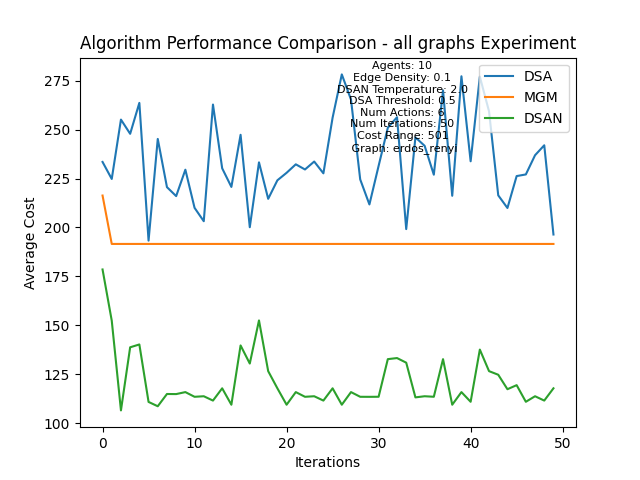 Algorithm Performance Comparison - all graphs Experiment
Agents: 10
Edge Density: 0.1
DSAN Temperature: 2.0
DSA Threshold: 0.5
Num Actions: 6
Num Iterations: 50
Cost Range: 501
Graph: erdos_renyi
DSA
MGM
DSAN
Average Cost
275
250
225
200
175
150
125
100
0
10
20
30
40
50
Iterations